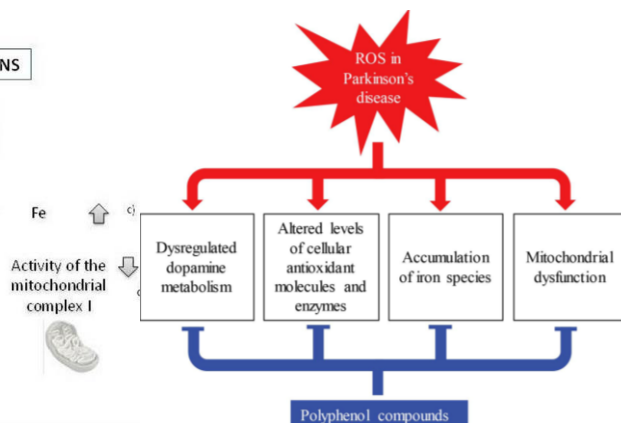 NS
Fe
c)
Activity of the
mitochondrial
complex I
ROS in
Parkinson's
disease
Dysregulated
dopamine
metabolism
Altered levels
of cellular
antioxidant
molecules and
enzymes
Accumulation
of iron species
Mitochondrial
dysfunction
Polyphenol compounds